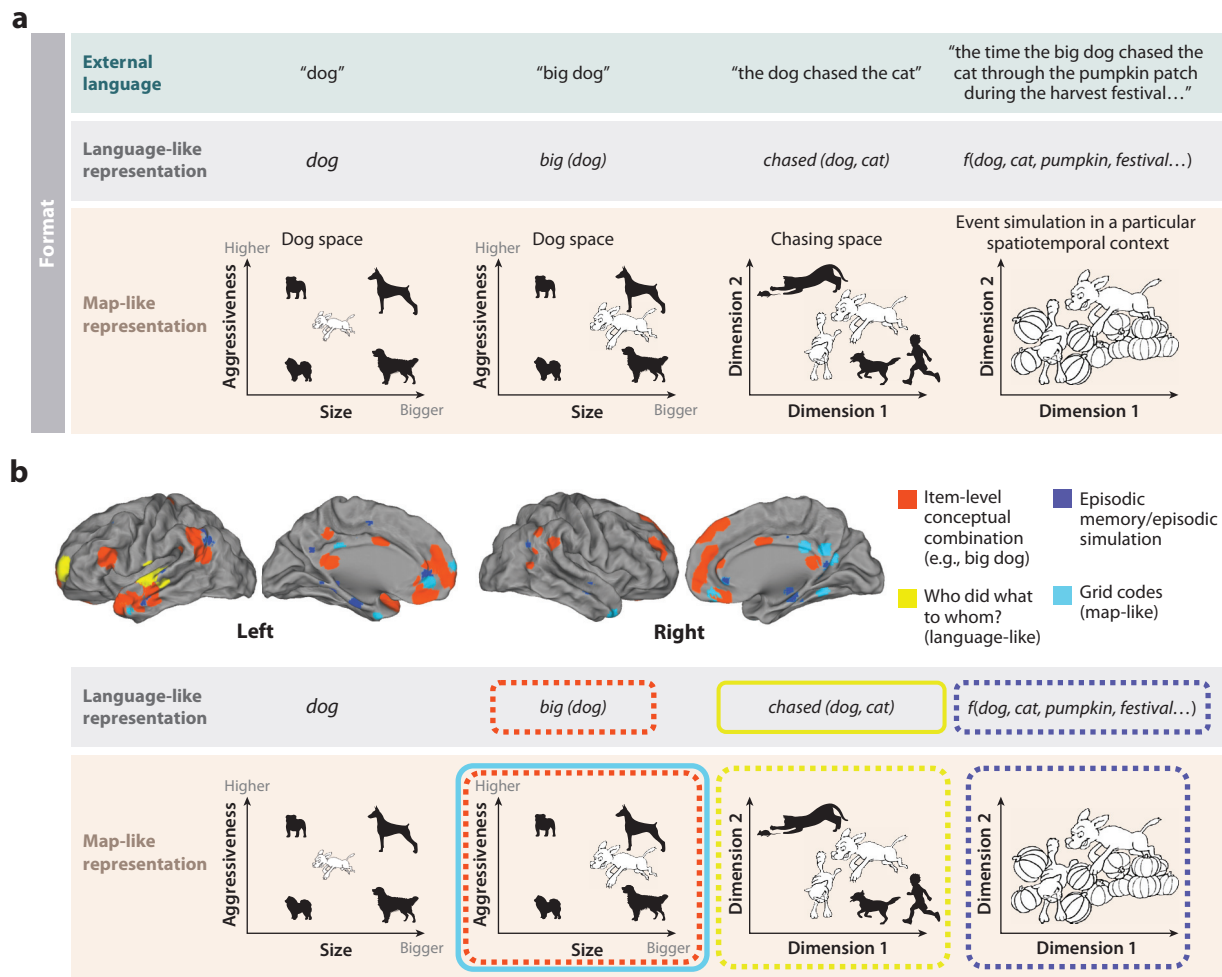 a
Format
External
language
“dog”
“big dog”
“the dog chased the cat”
“the time the big dog chased the
cat through the pumpkin patch
during the harvest festival…”
Language-like
representation
dog
big (dog)
chased (dog, cat)
f(dog, cat, pumpkin, festival…)
Map-like
representation
Dog space
Higher
Aggressiveness
Size
Bigger
Dog space
Higher
Aggressiveness
Size
Bigger
Chasing space
Dimension 2
Dimension 1
Event simulation in a particular
spatiotemporal context
Dimension 2
Dimension 1
b
Left
Right
Item-level
conceptual
combination
(e.g., big dog)
Who did what
to whom?
(language-like)
Episodic
memory/episodic
simulation
Grid codes
(map-like)
Language-like
representation
dog
big (dog)
chased (dog, cat)
f(dog, cat, pumpkin, festival…)
Map-like
representation
Higher
Aggressiveness
Size
Bigger
Higher
Aggressiveness
Size
Bigger
Dimension 2
Dimension 1
Dimension 2
Dimension 1